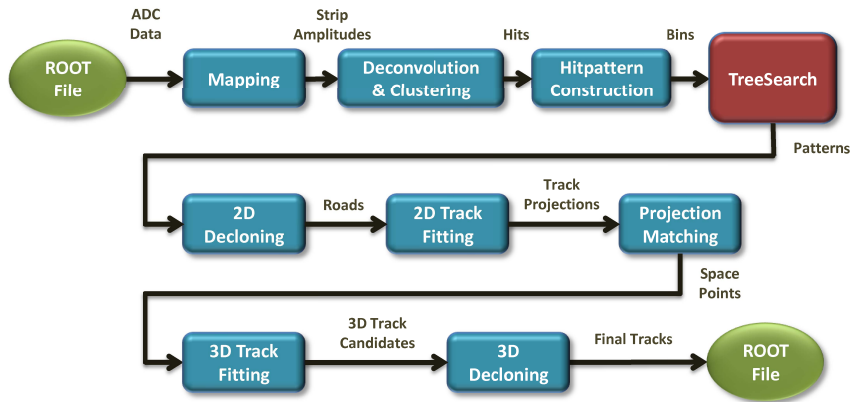 ADC
Data
Strip
Amplitudes
Hits
Bins
ROOT
File
Mapping
Deconvolution
& Clustering
Hitpattern
Construction
TreeSearch
Patterns
2D
Decloning
Roads
2D Track
Fitting
Track
Projections
Projection
Matching
Space
Points
3D Track
Fitting
3D Track
Candidates
3D
Decloning
Final Tracks
ROOT
File